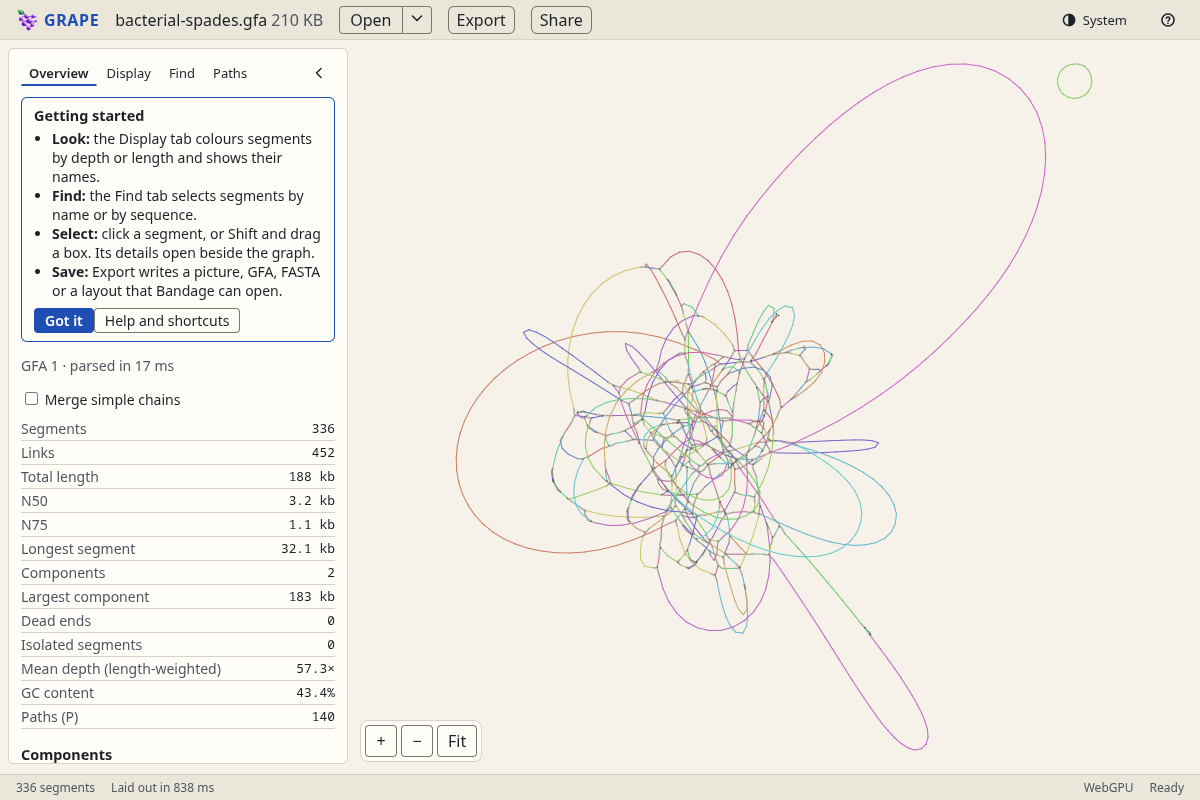 GRAPE
bacterial-spades.gfa 210 KB
Open
Export
Share
System
Overview
Display
Find
Paths
Getting started
Look: the Display tab colours segments
by depth or length and shows their
names.
Find: the Find tab selects segments by
name or by sequence.
Select: click a segment, or Shift and drag
a box. Its details open beside the graph.
Save: Export writes a picture, GFA, FASTA
or a layout that Bandage can open.
Got it
Help and shortcuts
GFA 1 · parsed in 17 ms
Merge simple chains
Segments 336
Links 452
Total length 188 kb
N50 3.2 kb
N75 1.1 kb
Longest segment 32.1 kb
Components 2
Largest component 183 kb
Dead ends 0
Isolated segments 0
Mean depth (length-weighted) 57.3×
GC content 43.4%
Paths (P) 140
Components
+
−
Fit
336 segments
Laid out in 838 ms
WebGPU
Ready